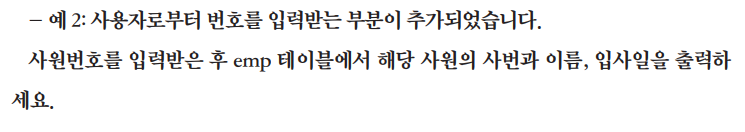 – 예 2: 사용자로부터 번호를 입력받는 부분이 추가되었습니다.
사원번호를 입력받은 후 emp 테이블에서 해당 사원의 사번과 이름, 입사일을 출력하
세요.